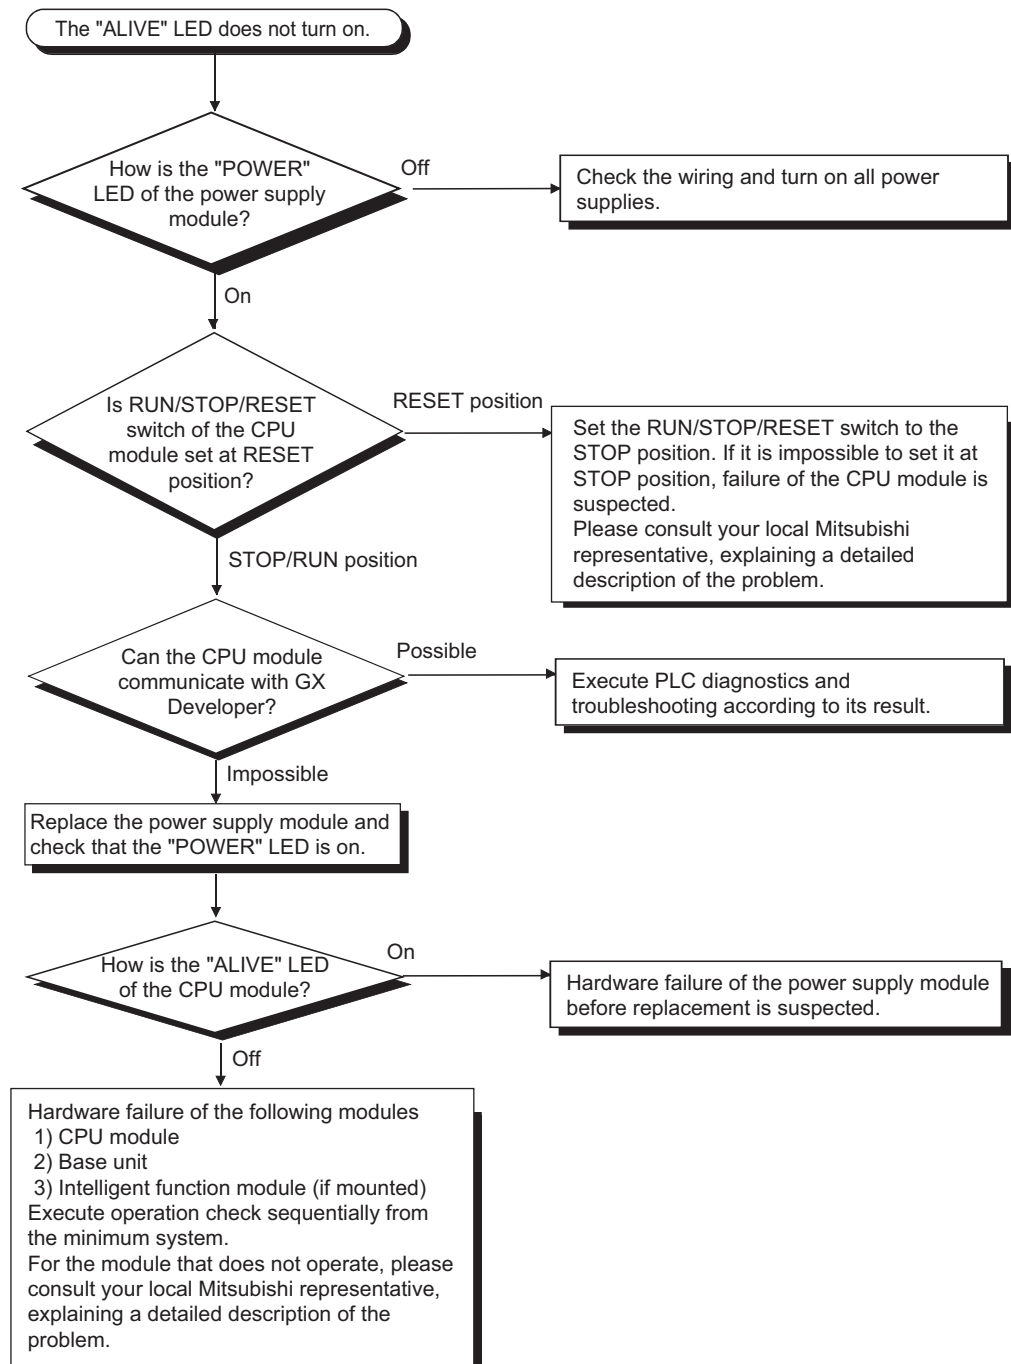 The "ALIVE" LED does not turn on.
How is the "POWER"
LED of the power supply
module?
Off
Check the wiring and turn on all power
supplies.
On
Is RUN/STOP/RESET
switch of the CPU
module set at RESET
position?
RESET position
Set the RUN/STOP/RESET switch to the
STOP position. If it is impossible to set it at
STOP position, failure of the CPU module is
suspected.
Please consult your local Mitsubishi
representative, explaining a detailed
description of the problem.
STOP/RUN position
Can the CPU module
communicate with GX
Developer?
Possible
Execute PLC diagnostics and
troubleshooting according to its result.
Impossible
Replace the power supply module and
check that the "POWER" LED is on.
How is the "ALIVE" LED
of the CPU module?
On
Hardware failure of the power supply module
before replacement is suspected.
Off
Hardware failure of the following modules
1) CPU module
2) Base unit
3) Intelligent function module (if mounted)
Execute operation check sequentially from
the minimum system.
For the module that does not operate, please
consult your local Mitsubishi representative,
explaining a detailed description of the
problem.